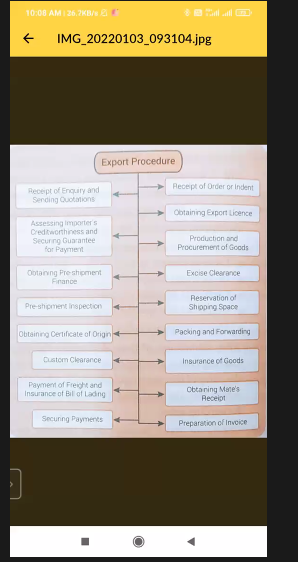 10:05 AM | 26.7KB/s
IMG_20220103_093104.jpg
Export Procedure
Receipt of Enquiry and
Sending Quotations
Receipt of Order or Indent
Assessing Importer's
Creditworthiness and
Securing Guarantee
for Payment
Obtaining Export Licence
Production and
Procurement of Goods
Obtaining Pre-shipment
Finance
Excise Clearance
Pre-shipment Inspection
Reservation of
Shipping Space
Obtaining Certificate of Origin
Packing and Forwarding
Custom Clearance
Insurance of Goods
Payment of Freight and
Insurance of Bill of Lading
Obtaining Mate's
Receipt
Securing Payments
Preparation of Invoice